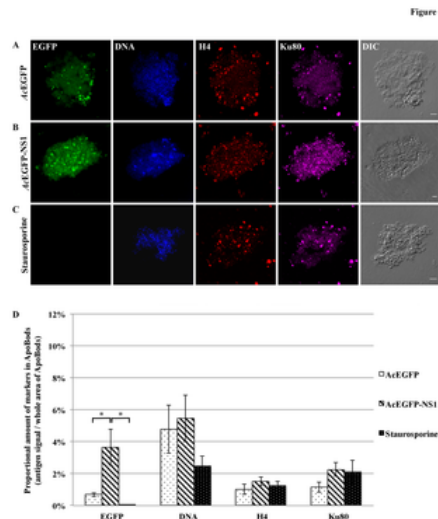 Figure
A EGFP DNA H4 Ku80 DIC
AcEGFP
B
AcEGFP-NS1
C
Staurosporine
D
Proportional amount of markers in ApoBods
(antigen signal / whole area of ApoBods)
12%
10%
8%
6%
4%
2%
0%
* *
EGFP DNA H4 Ku80
AcEGFP
AcEGFP-NS1
Staurosporine